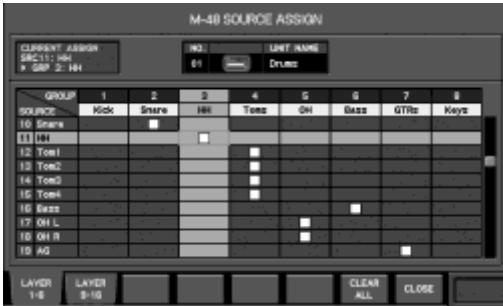 M-48 SOURCE ASSIGN
CURRENT ASSIGN
SRC11: HH
> GRP 3: HH
NO. UNIT NAME
01 Drums
GROUP 1 2 3 4 5 6 7 8
SOURCE Kick Snare HH Toms OH Bass GTRs Keys
10 Snare
11 HH
12 Tom1
13 Tom2
14 Tom3
15 Tom4
16 Bass
17 OH L
18 OH R
19 AG
LAYER 1-8 LAYER 9-16 CLEAR ALL CLOSE